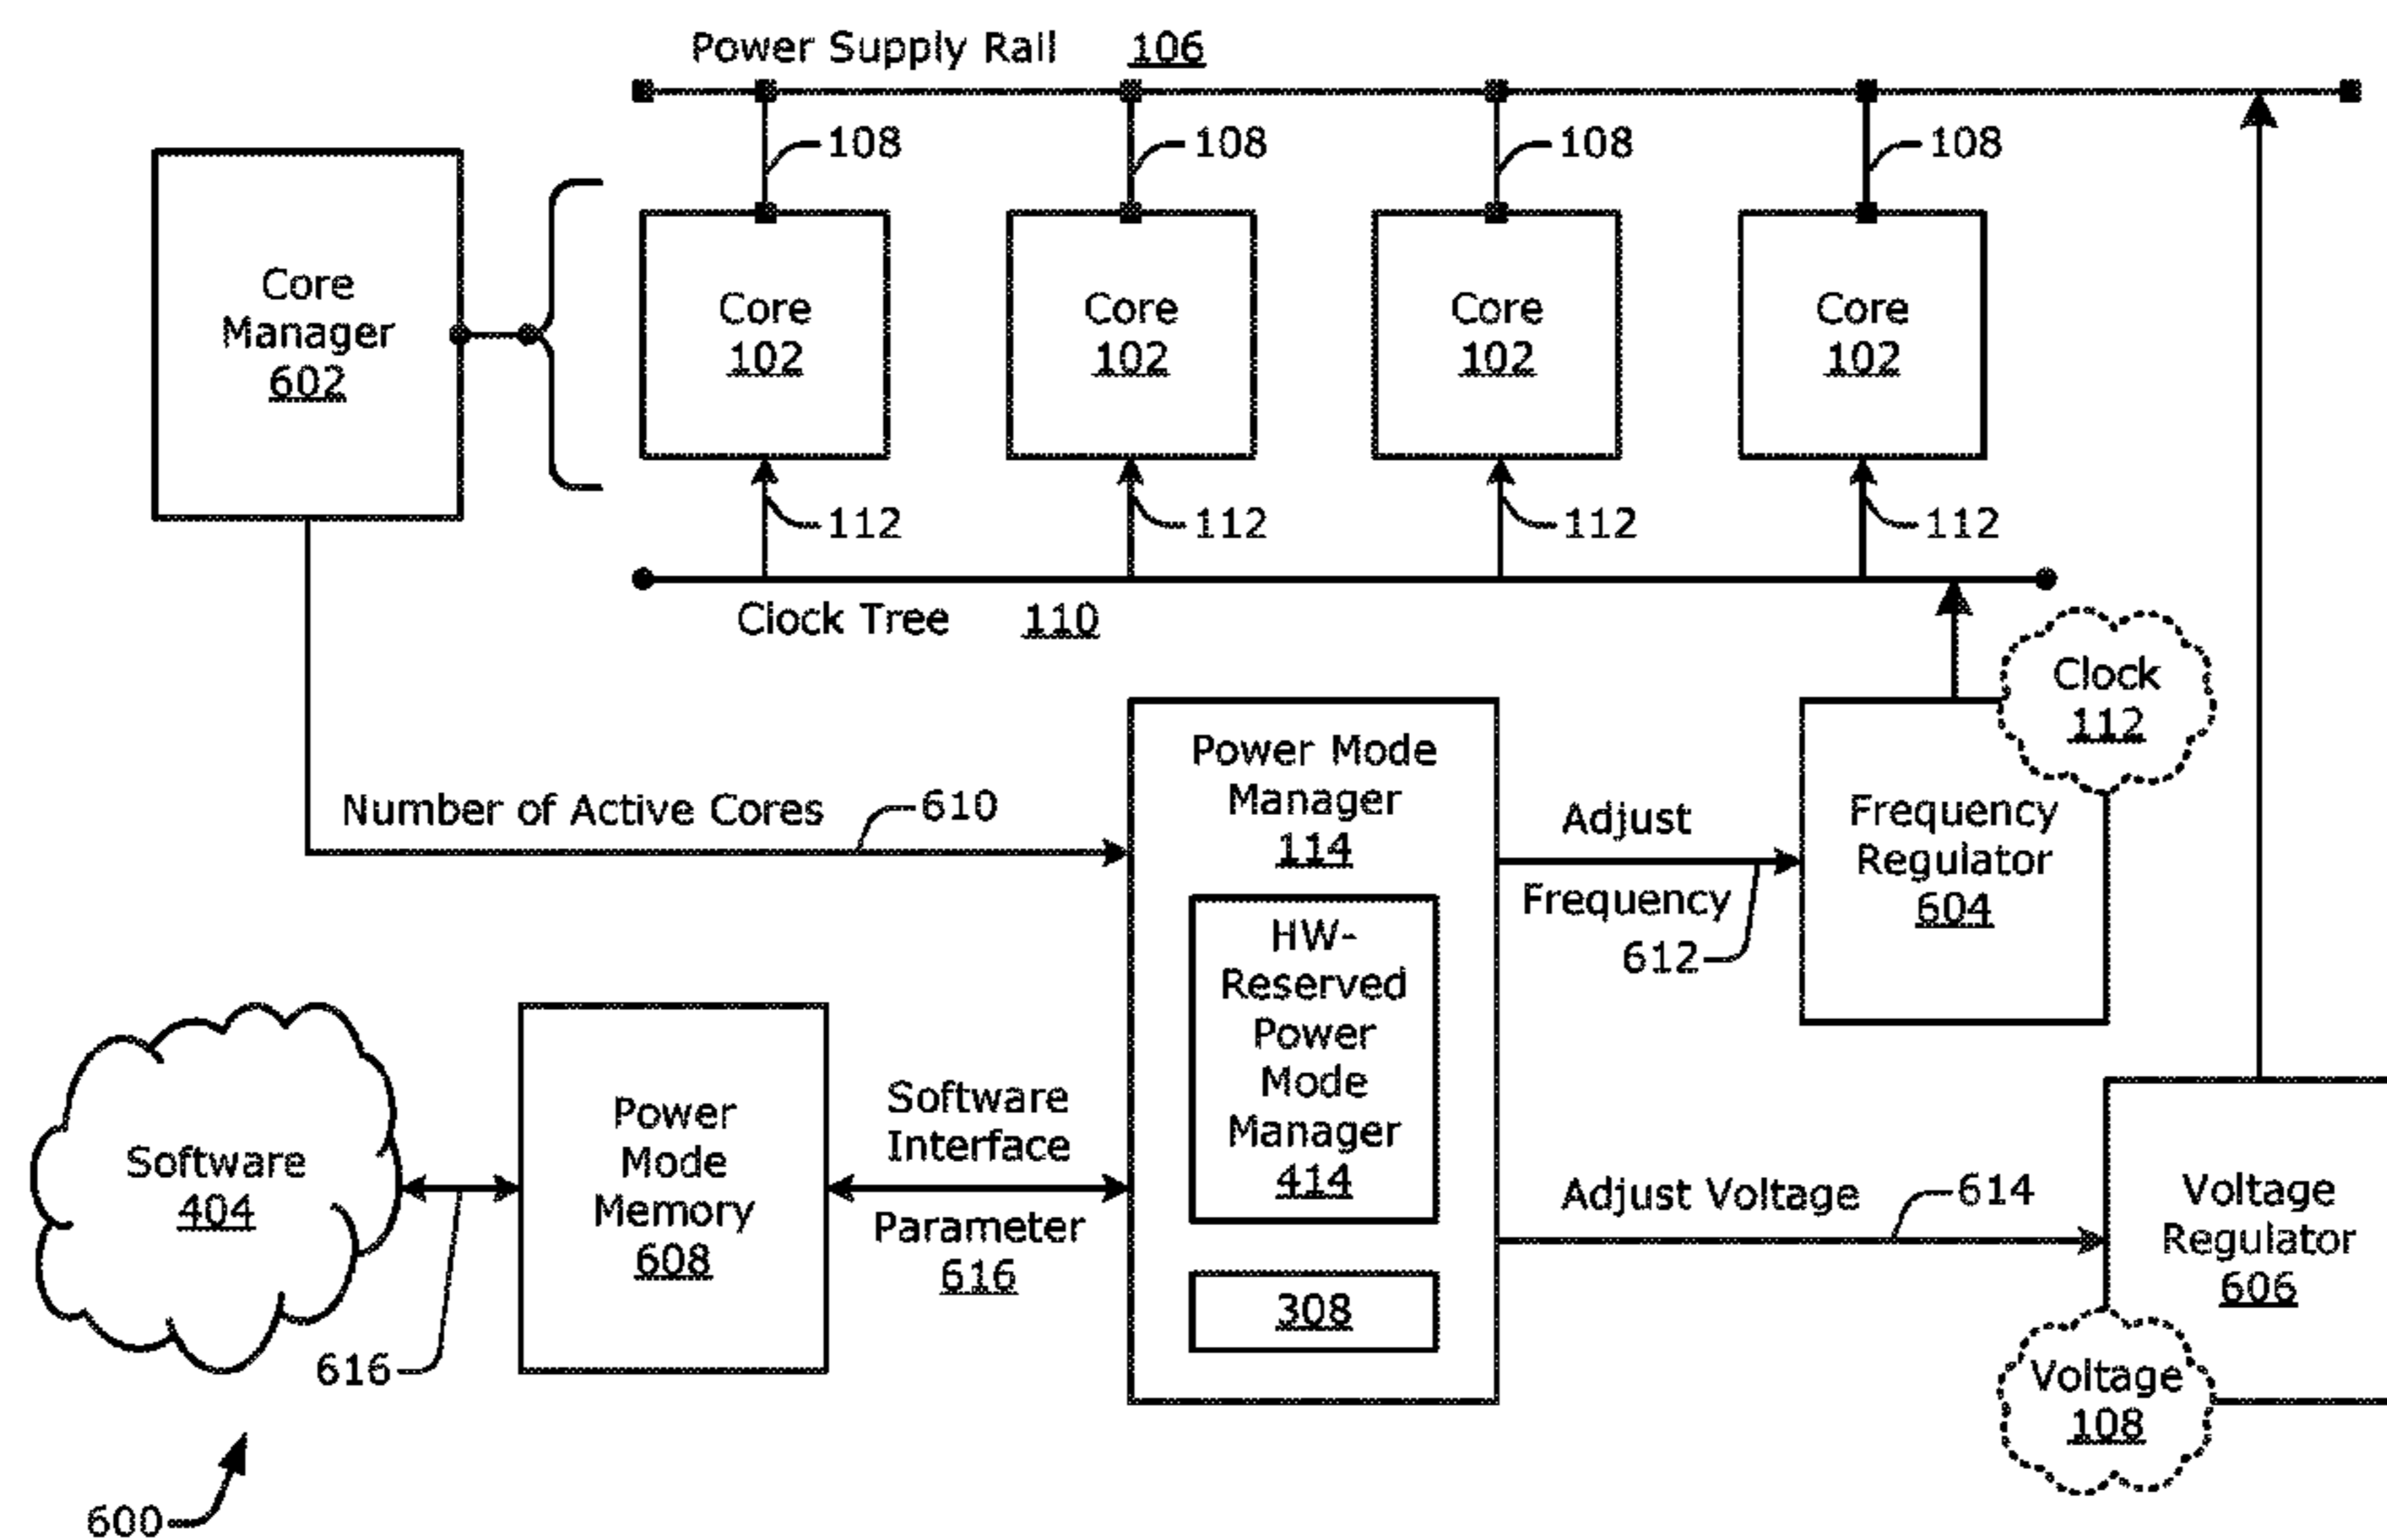 Power Supply Rail 106
108 108 108 108
Core
Manager
602
Core
102
Core
102
Core
102
Core
102
112 112 112 112
Clock Tree 110
Clock
112
Number of Active Cores 610
Power Mode
Manager
114
HW-
Reserved
Power
Mode
Manager
414
308
Adjust
Frequency
612
Frequency
Regulator
604
Software
404
616
Power
Mode
Memory
608
Software
Interface
Parameter
616
Adjust Voltage 614
Voltage
Regulator
606
Voltage
108
600